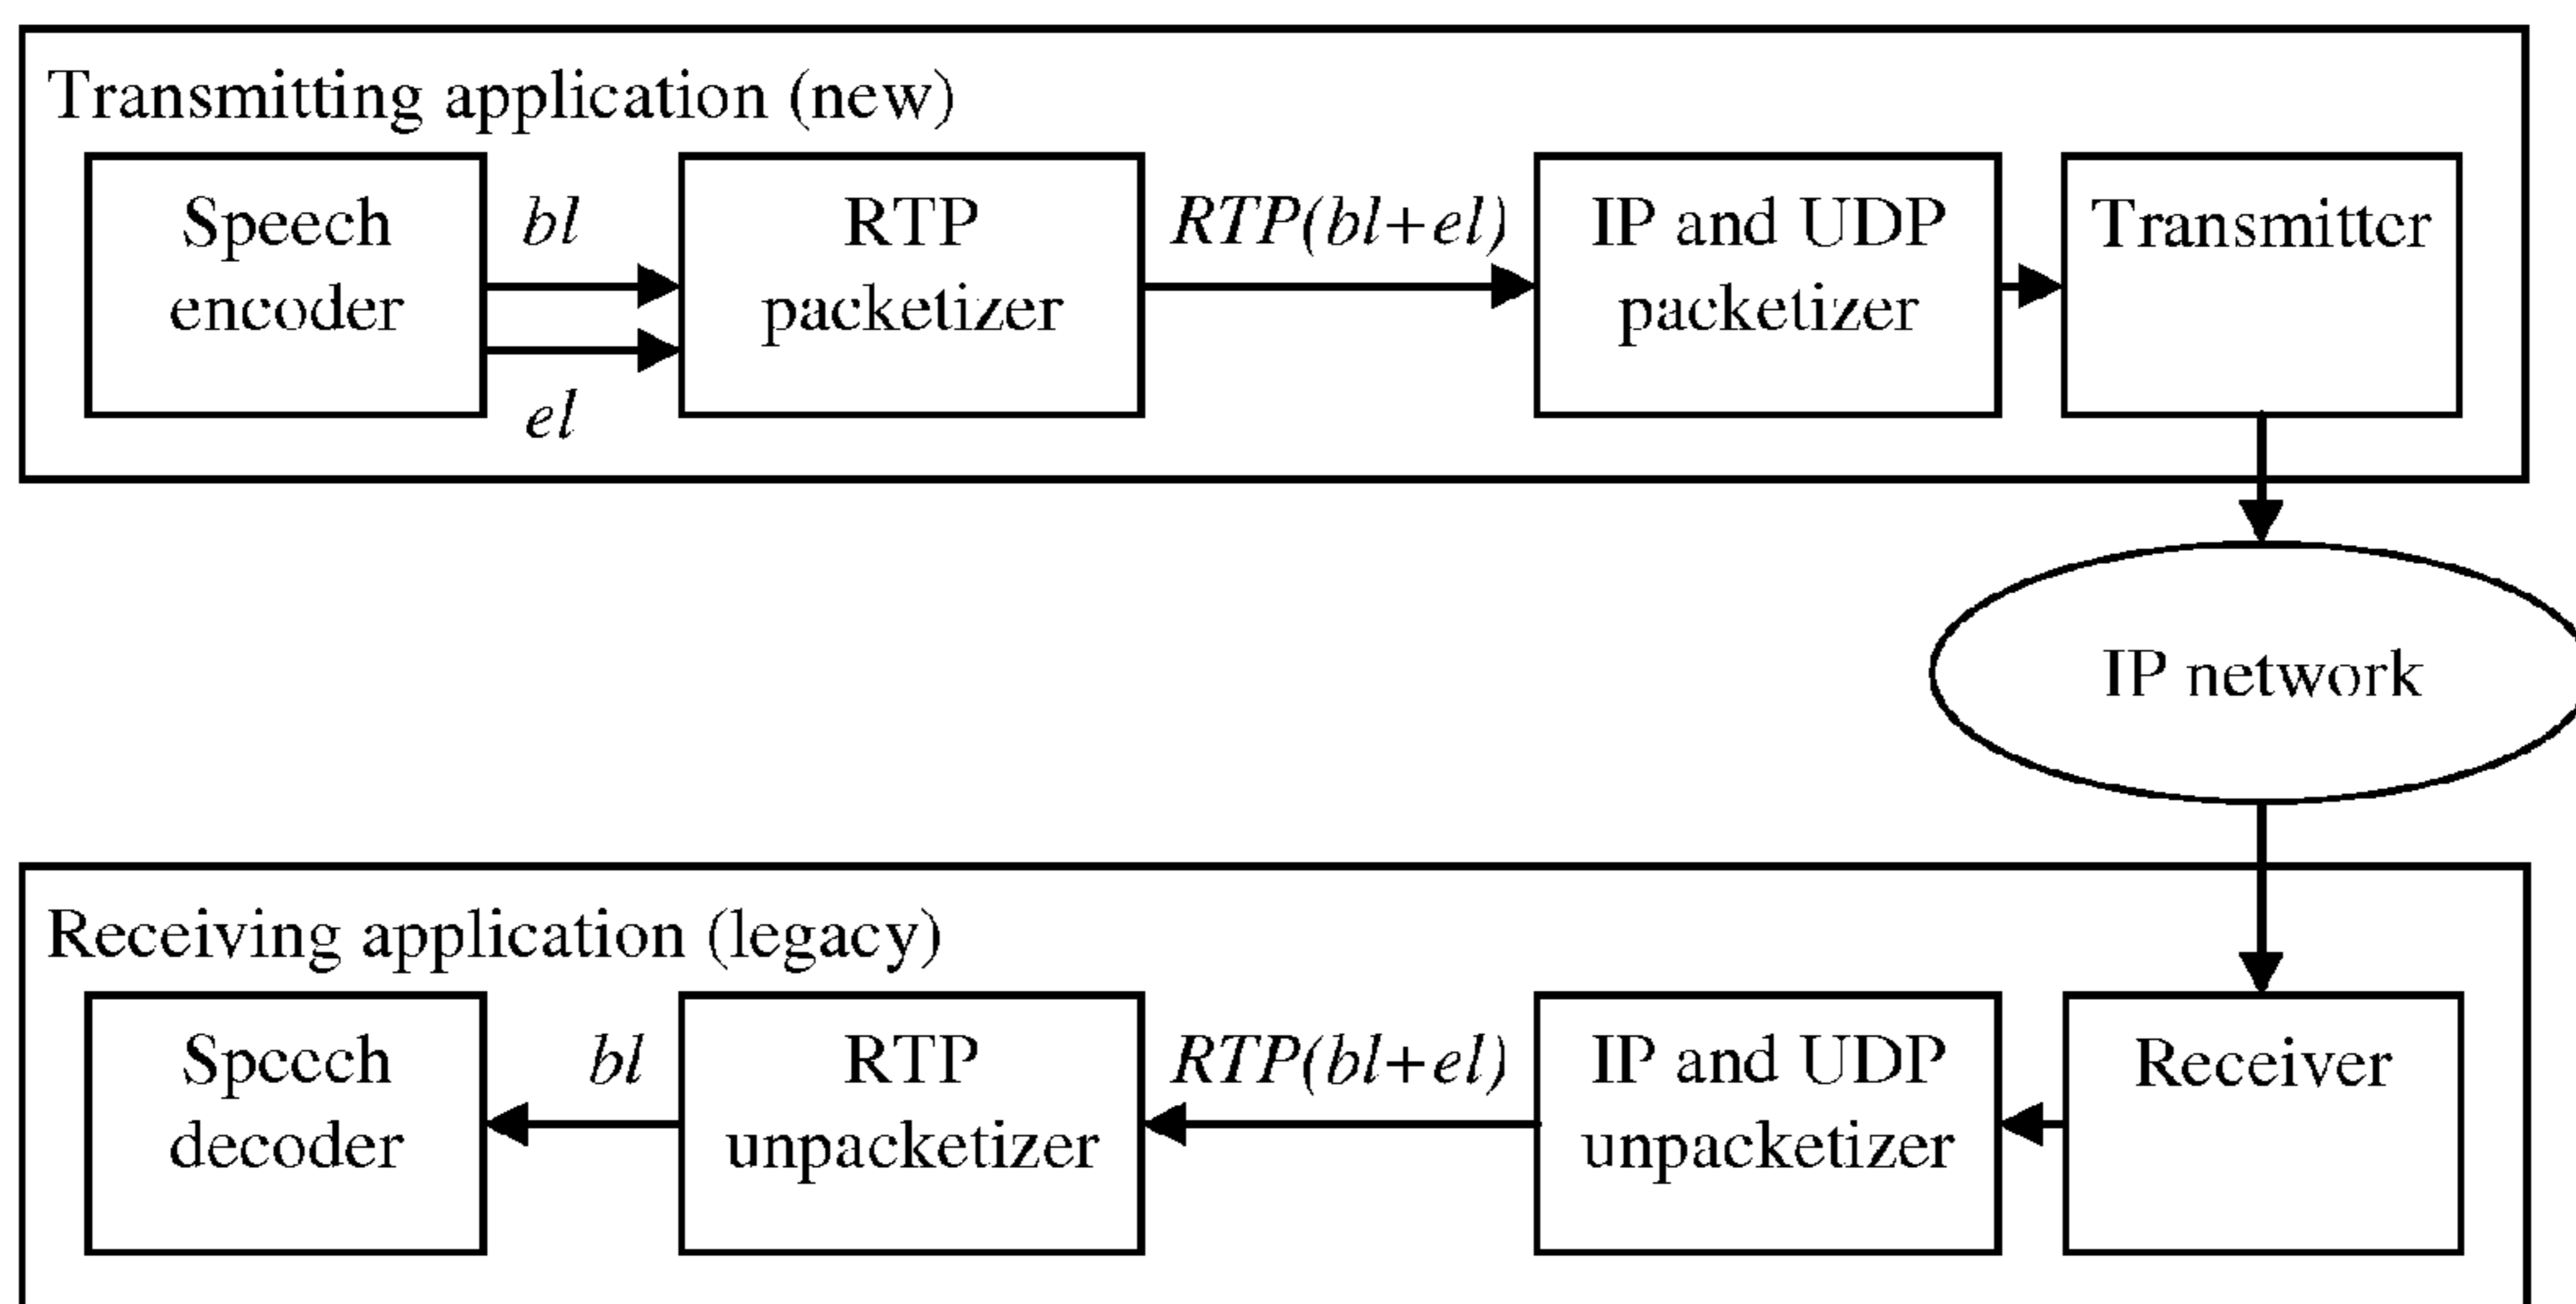 Transmitting application (new)
Speech
encoder
bl
el
RTP
packetizer
RTP(bl+el)
IP and UDP
packetizer
Transmitter
IP network
Receiving application (legacy)
Speech
decoder
bl
RTP
unpacketizer
RTP(bl+el)
IP and UDP
unpacketizer
Receiver